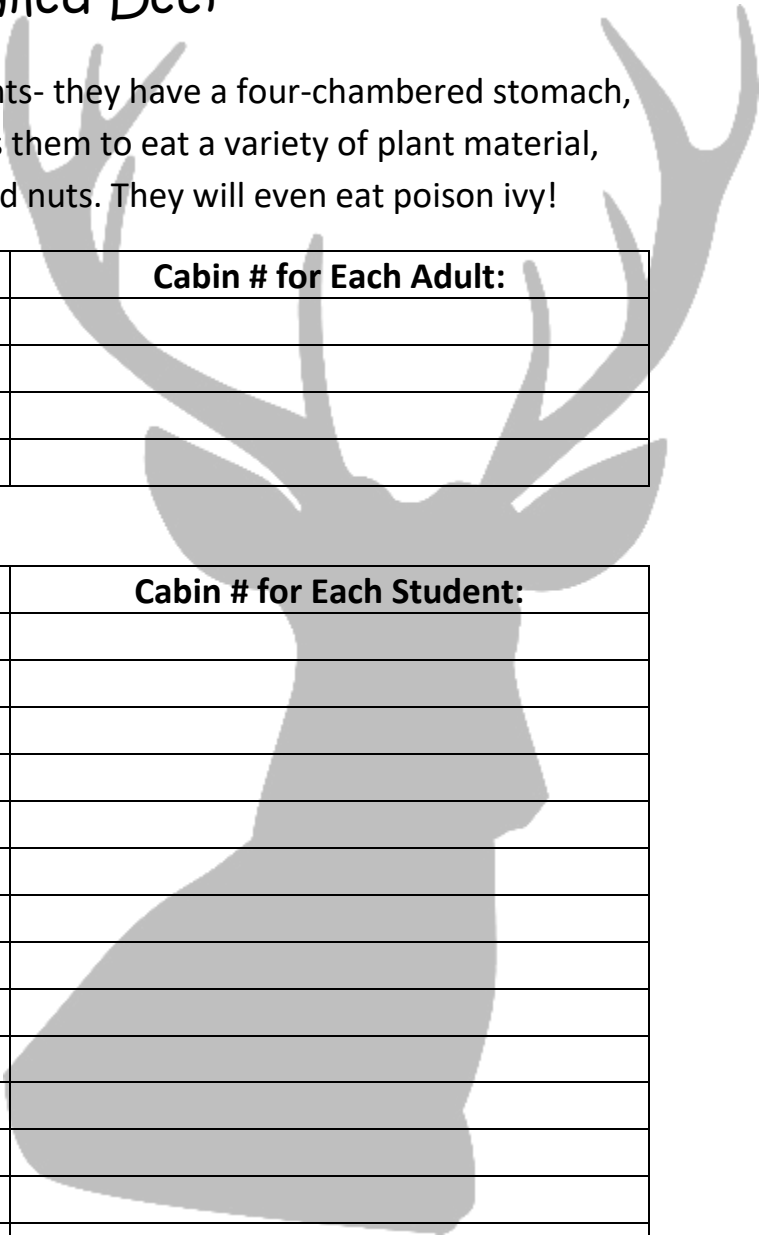 Deer
nts- they have a four-chambered stomach,
s them to eat a variety of plant material,
d nuts. They will even eat poison ivy!
Cabin # for Each Adult:
Cabin # for Each Student: